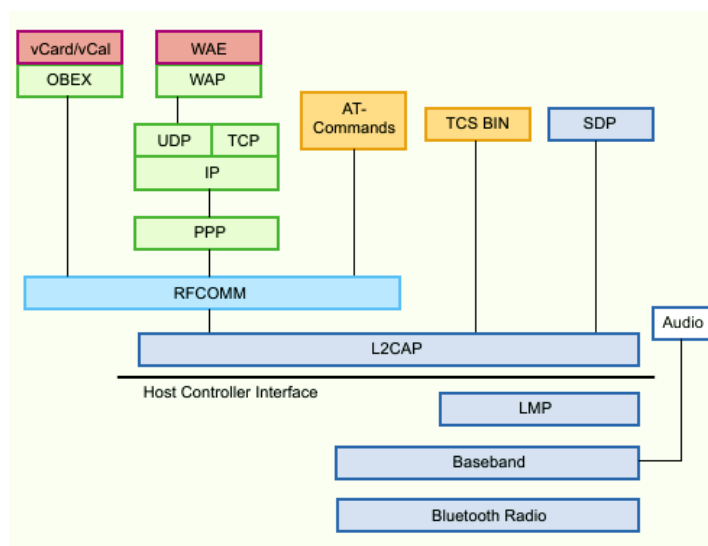 vCard/vCal
OBEX
WAE
WAP
UDP
TCP
IP
PPP
AT-
Commands
TCS BIN
SDP
RFCOMM
L2CAP
Audio
Host Controller Interface
LMP
Baseband
Bluetooth Radio